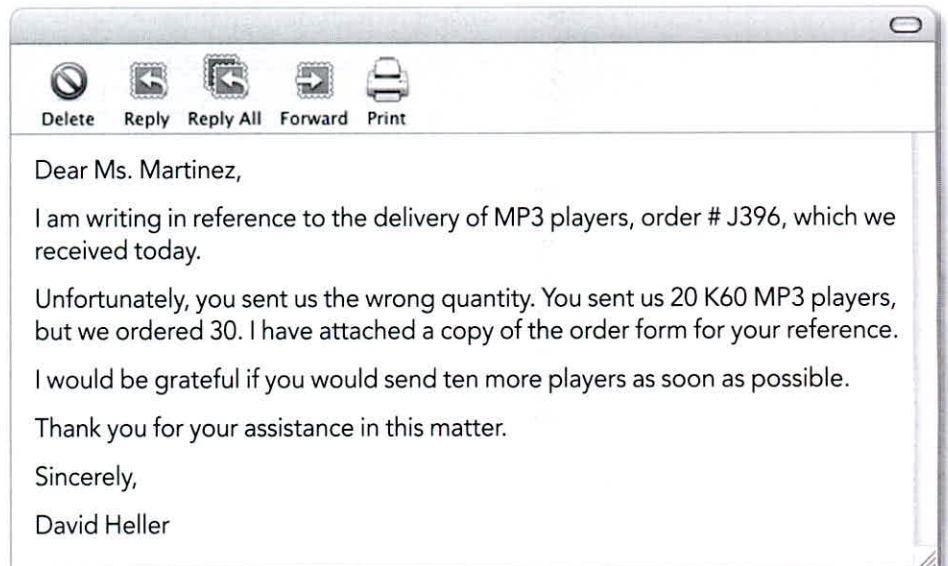 Delete Reply Reply All Forward Print
Dear Ms. Martinez,
I am writing in reference to the delivery of MP3 players, order # J396, which we
received today.
Unfortunately, you sent us the wrong quantity. You sent us 20 K60 MP3 players,
but we ordered 30. I have attached a copy of the order form for your reference.
I would be grateful if you would send ten more players as soon as possible.
Thank you for your assistance in this matter.
Sincerely,
David Heller